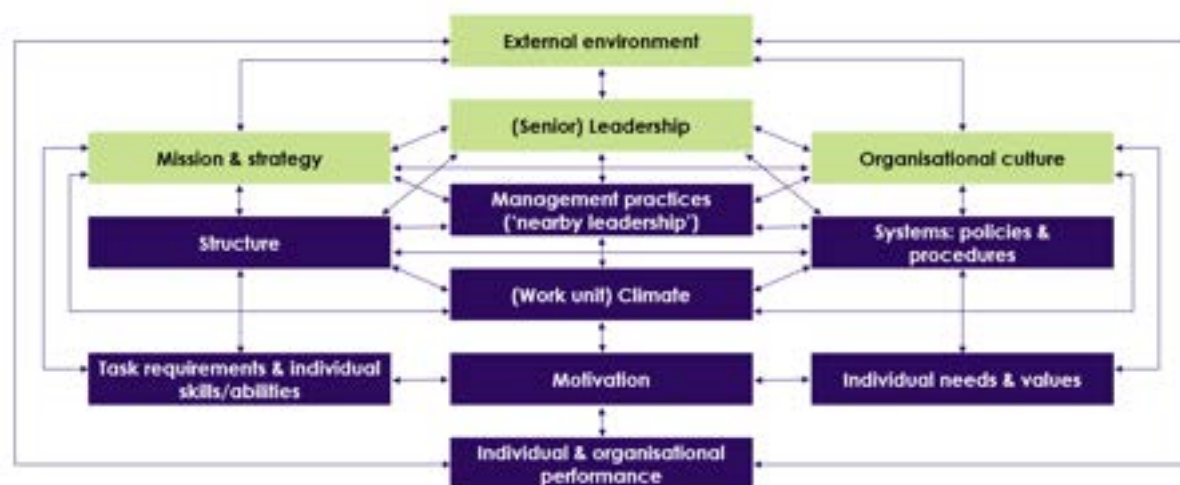 External environment
(Senior) Leadership
Mission & strategy
Organisational culture
Management practices
('nearby leadership')
Structure
Systems: policies &
procedures
(Work unit) Climate
Task requirements & individual
skills/abilities
Motivation
Individual needs & values
Individual & organisational
performance